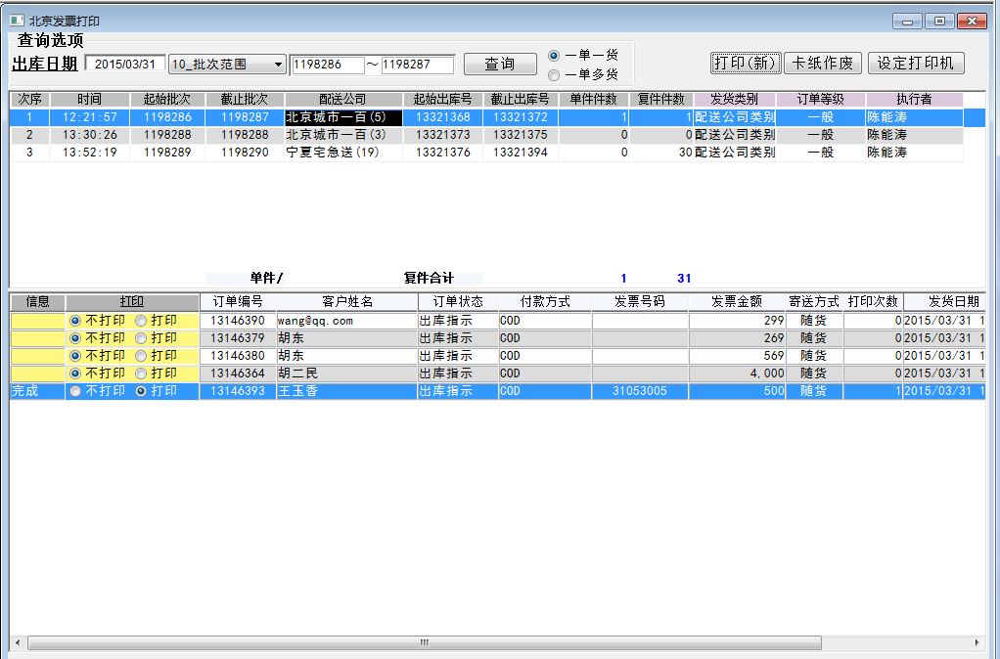 北京发票打印
查询选项
出库日期 2015/03/31 10_批次范围 1198286 ～ 1198287 查询 一单一货 一单多货 打印(新) 卡纸作废 设定打印机
次序 时间 起始批次 截止批次 配送公司 起始出库号 截止出库号 单件件数 复件件数 发货类别 订单等级 执行者
1 12:21:57 1198286 1198287 北京城市一百(5) 13321368 13321372 1 1 配送公司类别 一般 陈能涛
2 13:30:26 1198288 1198288 北京城市一百(3) 13321373 13321375 0 0 配送公司类别 一般 陈能涛
3 13:52:19 1198289 1198290 宁夏宅急送(19) 13321376 13321394 0 30 配送公司类别 一般 陈能涛
单件/ 复件合计 1 31
信息 打印 订单编号 客户姓名 订单状态 付款方式 发票号码 发票金额 寄送方式 打印次数 发货日期
不打印 打印 13146390 wang@qq.com 出库指示 COD 299 随货 0 2015/03/31 1
不打印 打印 13146379 胡东 出库指示 COD 269 随货 0 2015/03/31 1
不打印 打印 13146380 胡东 出库指示 COD 569 随货 0 2015/03/31 1
不打印 打印 13146364 胡二民 出库指示 COD 4,000 随货 0 2015/03/31 1
完成 不打印 打印 13146393 王玉香 出库指示 COD 31053005 500 随货 1 2015/03/31 1